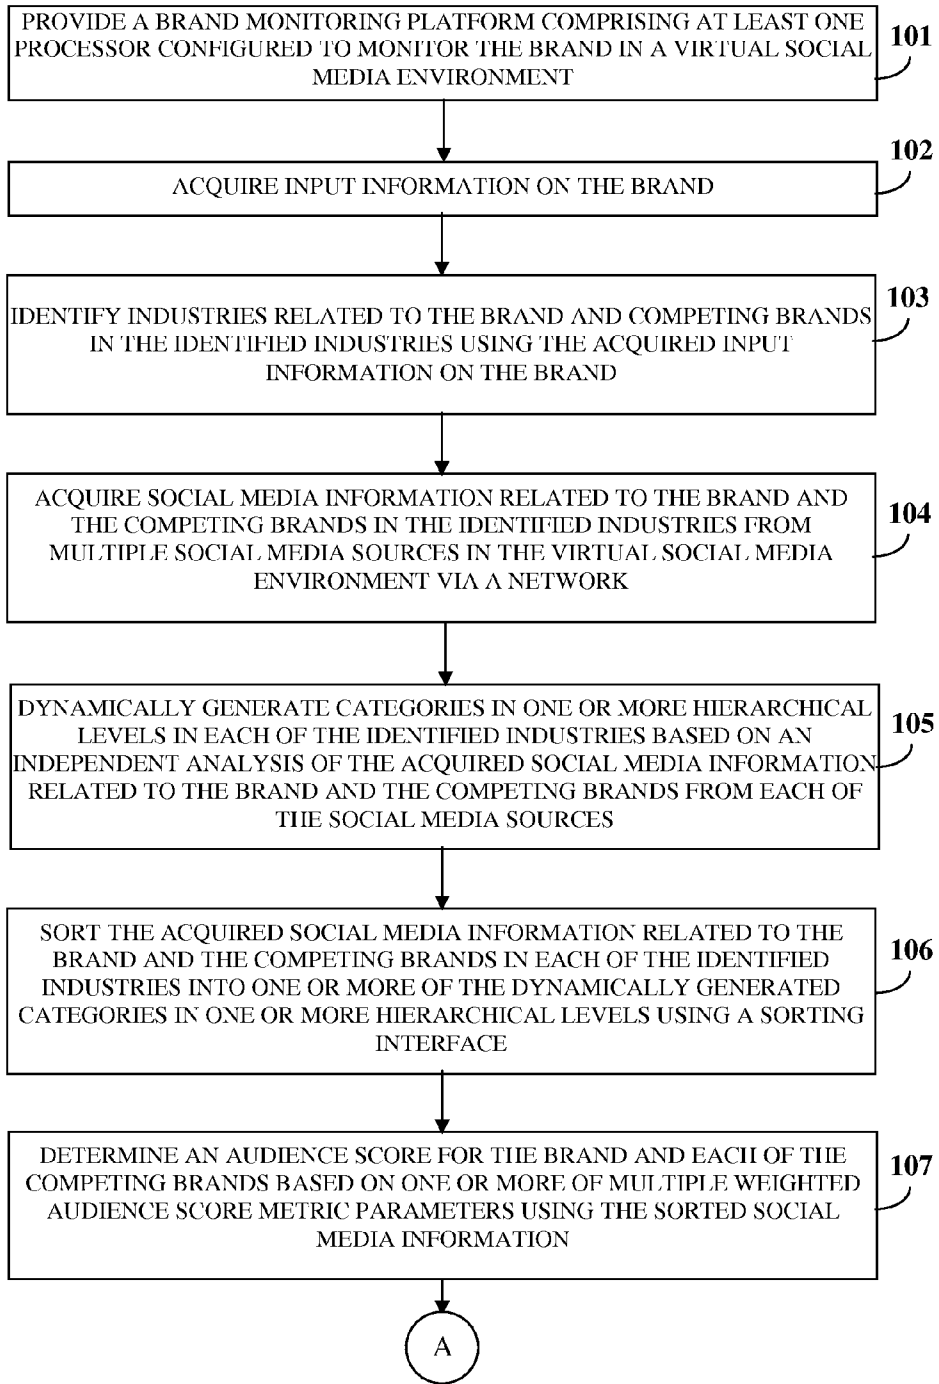 PROVIDE A BRAND MONITORING PLATFORM COMPRISING AT LEAST ONE
PROCESSOR CONFIGURED TO MONITOR THE BRAND IN A VIRTUAL SOCIAL
MEDIA ENVIRONMENT
101
ACQUIRE INPUT INFORMATION ON THE BRAND
102
IDENTIFY INDUSTRIES RELATED TO THE BRAND AND COMPETING BRANDS
IN THE IDENTIFIED INDUSTRIES USING THE ACQUIRED INPUT
INFORMATION ON THE BRAND
103
ACQUIRE SOCIAL MEDIA INFORMATION RELATED TO THE BRAND AND
THE COMPETING BRANDS IN THE IDENTIFIED INDUSTRIES FROM
MULTIPLE SOCIAL MEDIA SOURCES IN THE VIRTUAL SOCIAL MEDIA
ENVIRONMENT VIA A NETWORK
104
DYNAMICALLY GENERATE CATEGORIES IN ONE OR MORE HIERARCHICAL
LEVELS IN EACH OF THE IDENTIFIED INDUSTRIES BASED ON AN
INDEPENDENT ANALYSIS OF THE ACQUIRED SOCIAL MEDIA INFORMATION
RELATED TO THE BRAND AND THE COMPETING BRANDS FROM EACH OF
THE SOCIAL MEDIA SOURCES
105
SORT THE ACQUIRED SOCIAL MEDIA INFORMATION RELATED TO THE
BRAND AND THE COMPETING BRANDS IN EACH OF THE IDENTIFIED
INDUSTRIES INTO ONE OR MORE OF THE DYNAMICALLY GENERATED
CATEGORIES IN ONE OR MORE HIERARCHICAL LEVELS USING A SORTING
INTERFACE
106
DETERMINE AN AUDIENCE SCORE FOR THE BRAND AND EACH OF THE
COMPETING BRANDS BASED ON ONE OR MORE OF MULTIPLE WEIGHTED
AUDIENCE SCORE METRIC PARAMETERS USING THE SORTED SOCIAL
MEDIA INFORMATION
107
A